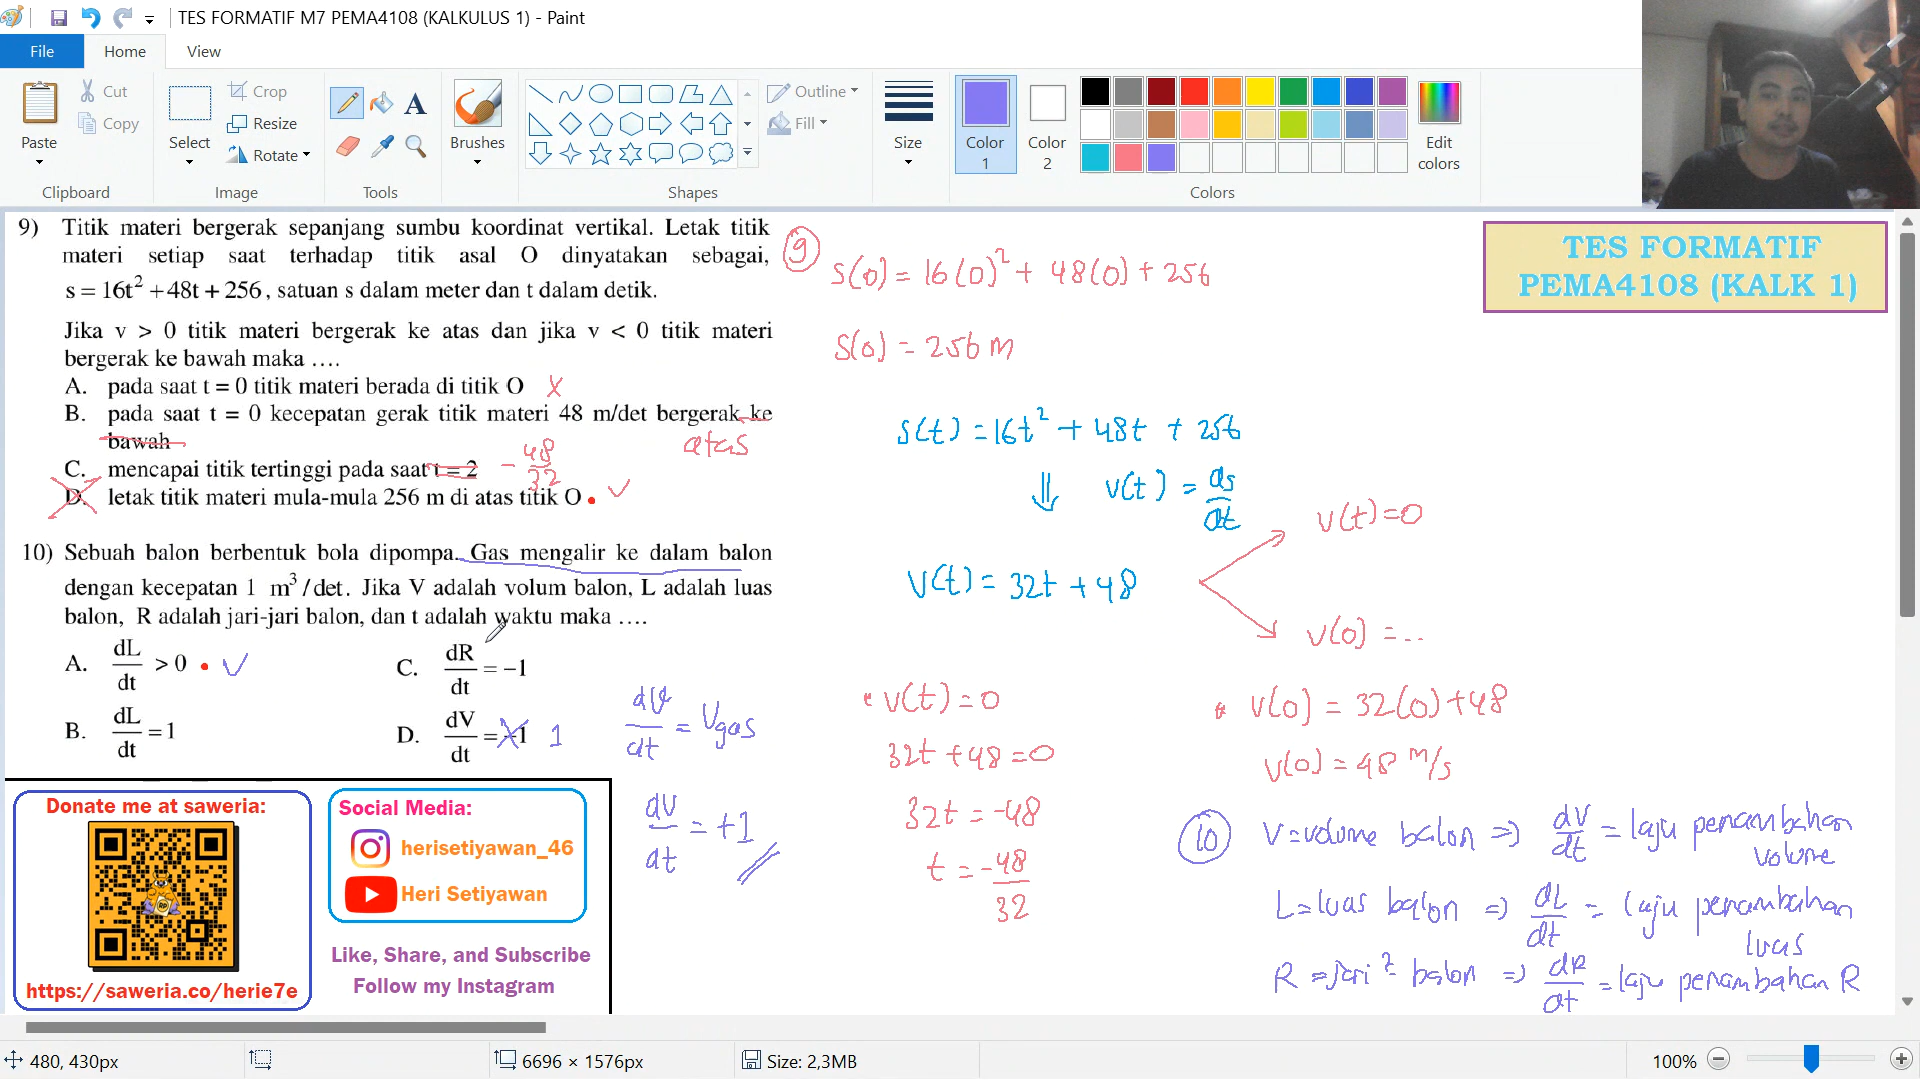 TES FORMATIF M7 PEMA4108 (KALKULUS 1) - Paint
File
Home
View
Paste
Cut
Copy
Clipboard
Select
Crop
Resize
Rotate
Image
A
Tools
Brushes
Shapes
Outline
Fill
Size
Color 1
Color 2
Edit colors
Colors
9) Titik materi bergerak sepanjang sumbu koordinat vertikal. Letak titik
materi setiap saat terhadap titik asal O dinyatakan sebagai,
s = 16t² + 48t + 256, satuan s dalam meter dan t dalam detik.
Jika v > 0 titik materi bergerak ke atas dan jika v < 0 titik materi
bergerak ke bawah maka ….
A. pada saat t = 0 titik materi berada di titik O X
B. pada saat t = 0 kecepatan gerak titik materi 48 m/det bergerak ke
bawah atas
C. mencapai titik tertinggi pada saat t = 2 - 48/32
D. letak titik materi mula-mula 256 m di atas titik O • ✓
10) Sebuah balon berbentuk bola dipompa. Gas mengalir ke dalam balon
dengan kecepatan 1 m³/det. Jika V adalah volum balon, L adalah luas
balon, R adalah jari-jari balon, dan t adalah waktu maka ….
A. dL/dt > 0 • ✓
B. dL/dt = 1
C. dR/dt = −1
D. dV/dt = −1 1
dV/dt = Vgas
dV/dt = +1
9
S(0) = 16(0)² + 48(0) + 256
S(0) = 256 m
S(t) = 16t² + 48t + 256
⇓ v(t) = ds/dt
v(t) = 32t + 48
v(t) = 0
v(0) = ...
v(t) = 0
32t + 48 = 0
32t = -48
t = -48/32
* v(0) = 32(0) + 48
v(0) = 48 m/s
10 V = volume balon ⇒ dV/dt = laju penambahan
volume
L = luas balon ⇒ dL/dt = laju penambahan
luas
R = jari² balon ⇒ dR/dt = laju penambahan R
TES FORMATIF
PEMA4108 (KALK 1)
Donate me at saweria:
https://saweria.co/herie7e
Social Media:
herisetiyawan_46
Heri Setiyawan
Like, Share, and Subscribe
Follow my Instagram
480, 430px
6696 × 1576px
Size: 2,3MB
100%